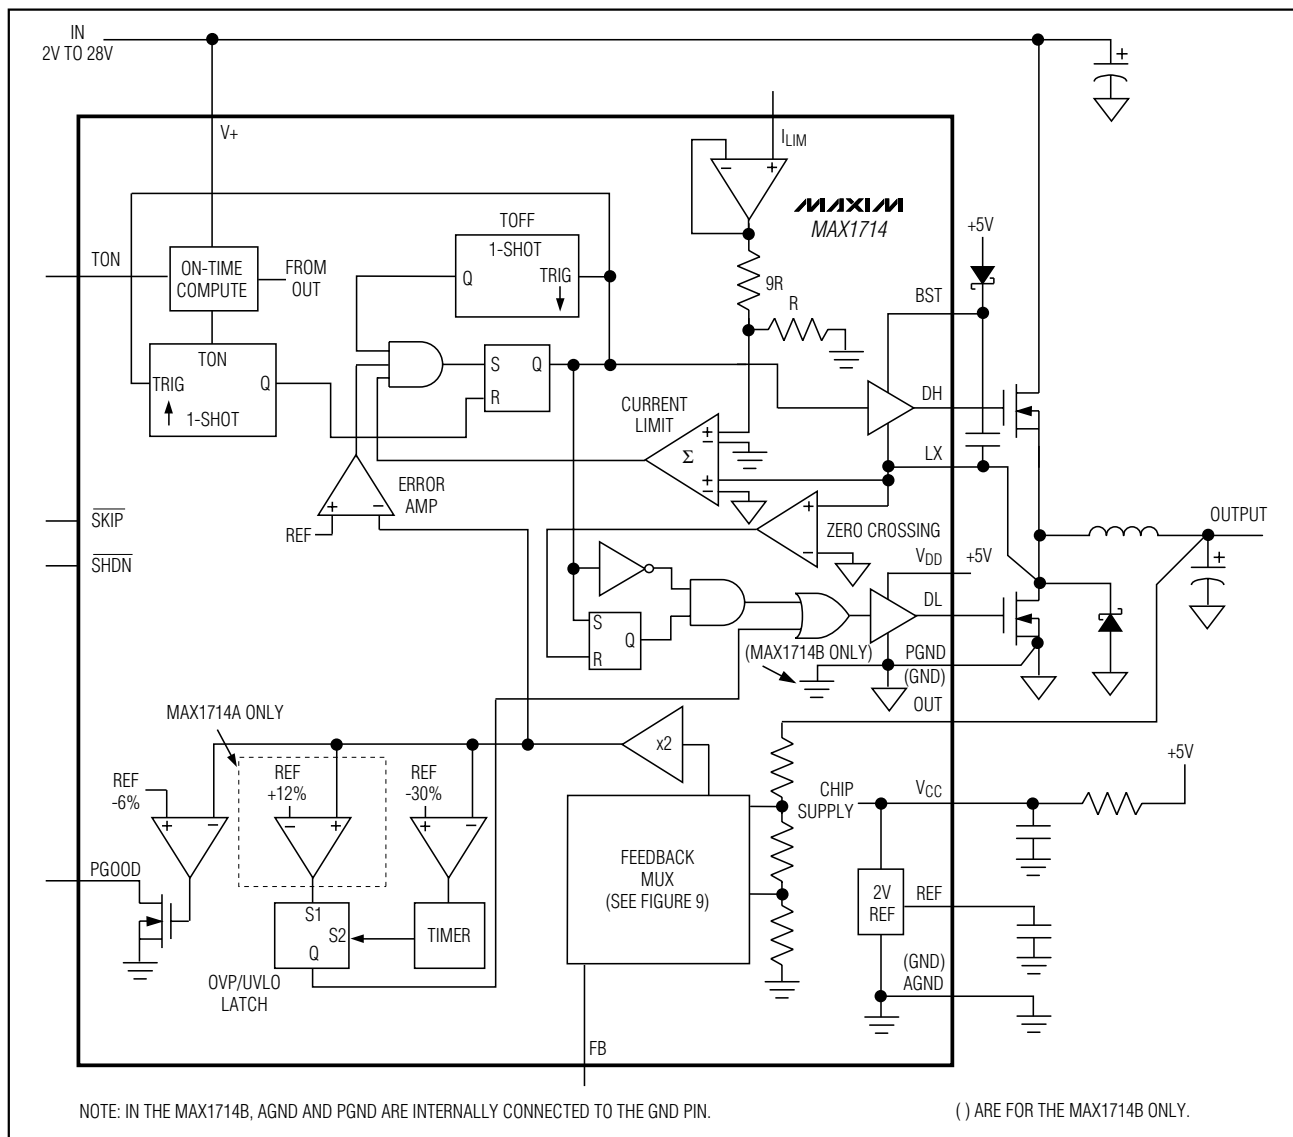 IN
2V TO 28V
V+
ILIM
MAXIM
MAX1714
+5V
TOFF
1-SHOT
Q
TRIG
TON
ON-TIME
COMPUTE
FROM
OUT
9R
R
BST
TON
TRIG
Q
1-SHOT
S
Q
R
DH
CURRENT
LIMIT
+
−
Σ
+
−
LX
ERROR
AMP
+
−
REF
SKIP
SHDN
+
−
ZERO CROSSING
OUTPUT
VDD
+5V
DL
S
Q
R
(MAX1714B ONLY)
PGND
(GND)
OUT
MAX1714A ONLY
x2
REF
-6%
REF
+12%
REF
-30%
+
−
−
+
+
−
CHIP
SUPPLY
VCC
+5V
FEEDBACK
MUX
(SEE FIGURE 9)
PGOOD
2V
REF
REF
S1
S2
Q
TIMER
OVP/UVLO
LATCH
(GND)
AGND
FB
NOTE: IN THE MAX1714B, AGND AND PGND ARE INTERNALLY CONNECTED TO THE GND PIN.
( ) ARE FOR THE MAX1714B ONLY.